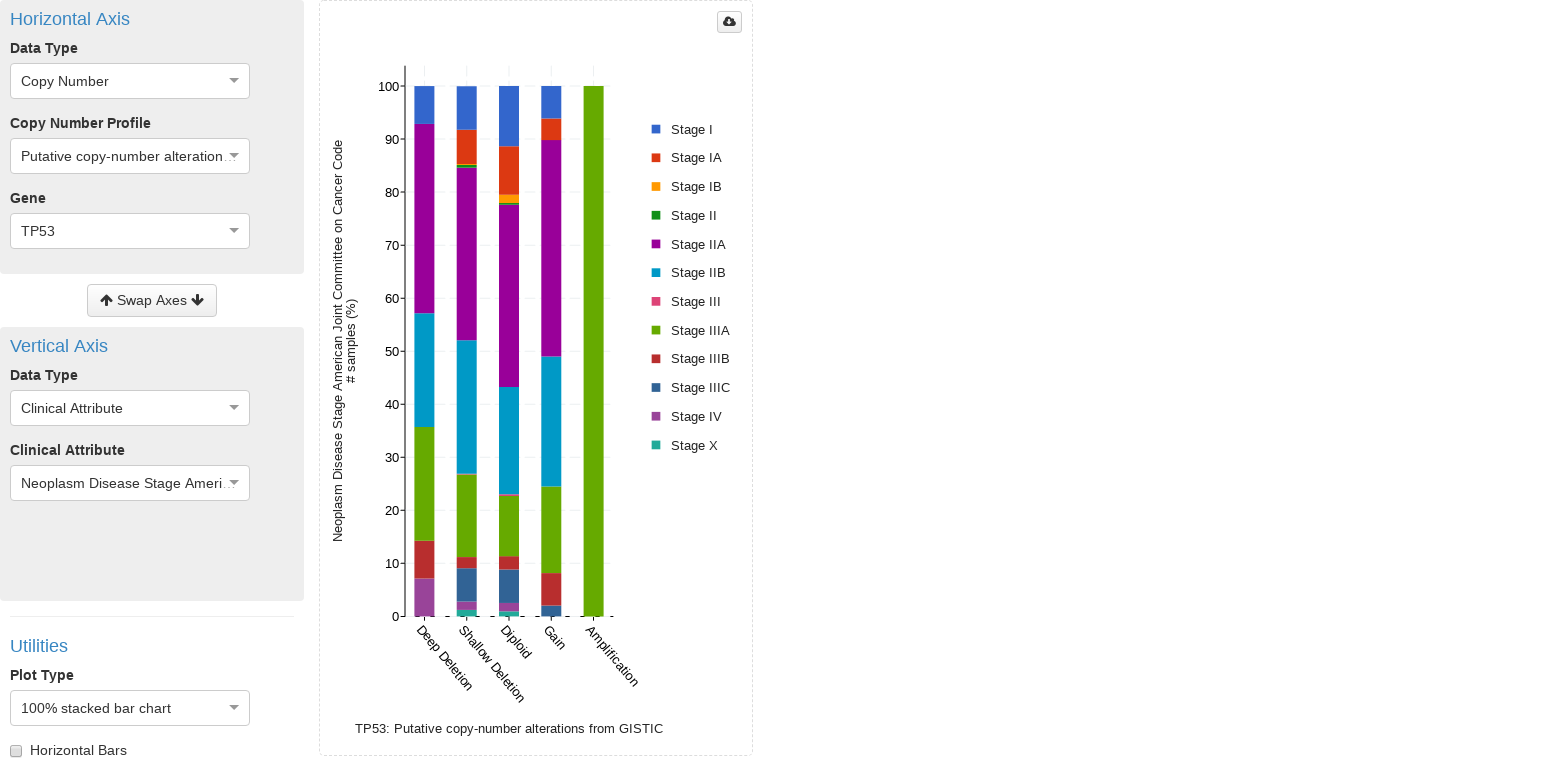 Horizontal Axis
Data Type
Copy Number
Copy Number Profile
Putative copy-number alteration…
Gene
TP53
Swap Axes
Vertical Axis
Data Type
Clinical Attribute
Clinical Attribute
Neoplasm Disease Stage Ameri…
Utilities
Plot Type
100% stacked bar chart
Horizontal Bars
Neoplasm Disease Stage American Joint Committee on Cancer Code
# samples (%)
100
90
80
70
60
50
40
30
20
10
0
Deep Deletion
Shallow Deletion
Diploid
Gain
Amplification
TP53: Putative copy-number alterations from GISTIC
Stage I
Stage IA
Stage IB
Stage II
Stage IIA
Stage IIB
Stage III
Stage IIIA
Stage IIIB
Stage IIIC
Stage IV
Stage X